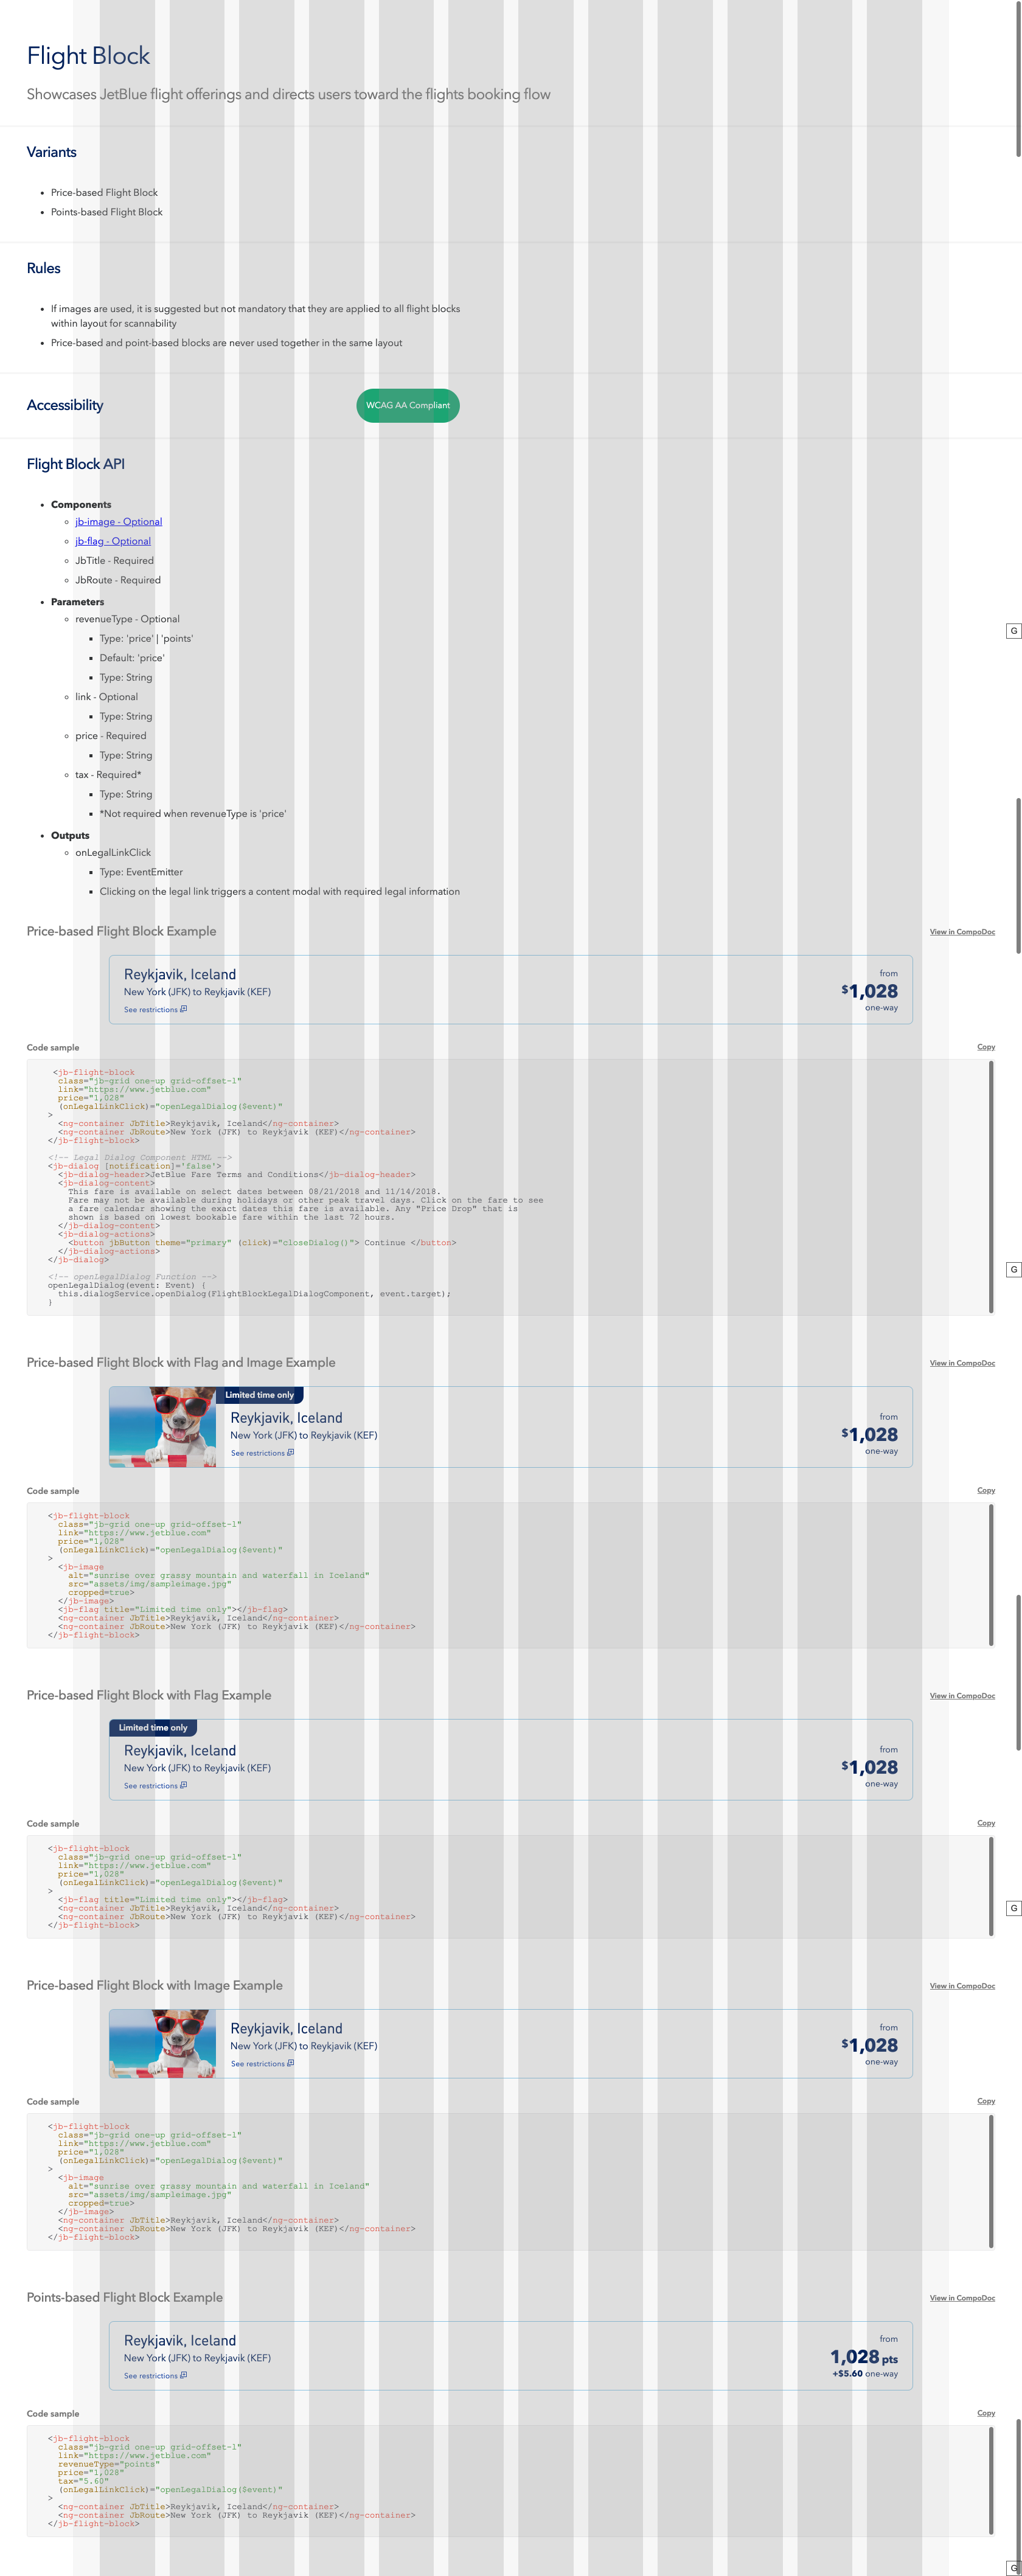 Flight Block
Showcases JetBlue flight offerings and directs users toward the flights booking flow
Variants
Price-based Flight Block
Points-based Flight Block
Rules
If images are used, it is suggested but not mandatory that they are applied to all flight blocks
within layout for scannability
Price-based and point-based blocks are never used together in the same layout
Accessibility
WCAG AA Compliant
Flight Block API
Components
jb-image - Optional
jb-flag - Optional
JbTitle - Required
JbRoute - Required
Parameters
revenueType - Optional
Type: 'price' | 'points'
G
Default: 'price'
Type: String
link - Optional
Type: String
price - Required
Type: String
tax - Required*
Type: String
*Not required when revenueType is 'price'
Outputs
onLegalLinkClick
Type: EventEmitter
Clicking on the legal link triggers a content modal with required legal information
Price-based Flight Block Example
View in CompoDoc
Reykjavik, Iceland
New York (JFK) to Reykjavik (KEF)
See restrictions
from
$1,028
one-way
Code sample
Copy
<jb-flight-block
class="jb-grid one-up grid-offset-l"
link="https://www.jetblue.com"
price="1,028"
(onLegalLinkClick)="openLegalDialog($event)"
>
<ng-container JbTitle>Reykjavik, Iceland</ng-container>
<ng-container JbRoute>New York (JFK) to Reykjavik (KEF)</ng-container>
</jb-flight-block>
<!-- Legal Dialog Component HTML -->
<jb-dialog [notification]='false'>
<jb-dialog-header>JetBlue Fare Terms and Conditions</jb-dialog-header>
<jb-dialog-content>
This fare is available on select dates between 08/21/2018 and 11/14/2018.
Fare may not be available during holidays or other peak travel days. Click on the fare to see
a fare calendar showing the exact dates this fare is available. Any "Price Drop" that is
shown is based on lowest bookable fare within the last 72 hours.
</jb-dialog-content>
<jb-dialog-actions>
<button jbButton theme="primary" (click)="closeDialog()"> Continue </button>
</jb-dialog-actions>
</jb-dialog>
G
<!-- openLegalDialog Function -->
openLegalDialog(event: Event) {
this.dialogService.openDialog(FlightBlockLegalDialogComponent, event.target);
}
Price-based Flight Block with Flag and Image Example
View in CompoDoc
Limited time only
Reykjavik, Iceland
New York (JFK) to Reykjavik (KEF)
See restrictions
from
$1,028
one-way
Code sample
Copy
<jb-flight-block
class="jb-grid one-up grid-offset-l"
link="https://www.jetblue.com"
price="1,028"
(onLegalLinkClick)="openLegalDialog($event)"
>
<jb-image
alt="sunrise over grassy mountain and waterfall in Iceland"
src="assets/img/sampleimage.jpg"
cropped=true>
</jb-image>
<jb-flag title="Limited time only"></jb-flag>
<ng-container JbTitle>Reykjavik, Iceland</ng-container>
<ng-container JbRoute>New York (JFK) to Reykjavik (KEF)</ng-container>
</jb-flight-block>
Price-based Flight Block with Flag Example
View in CompoDoc
Limited time only
Reykjavik, Iceland
New York (JFK) to Reykjavik (KEF)
See restrictions
from
$1,028
one-way
Code sample
Copy
<jb-flight-block
class="jb-grid one-up grid-offset-l"
link="https://www.jetblue.com"
price="1,028"
(onLegalLinkClick)="openLegalDialog($event)"
>
<jb-flag title="Limited time only"></jb-flag>
<ng-container JbTitle>Reykjavik, Iceland</ng-container>
G
<ng-container JbRoute>New York (JFK) to Reykjavik (KEF)</ng-container>
</jb-flight-block>
Price-based Flight Block with Image Example
View in CompoDoc
Reykjavik, Iceland
New York (JFK) to Reykjavik (KEF)
See restrictions
from
$1,028
one-way
Code sample
Copy
<jb-flight-block
class="jb-grid one-up grid-offset-l"
link="https://www.jetblue.com"
price="1,028"
(onLegalLinkClick)="openLegalDialog($event)"
>
<jb-image
alt="sunrise over grassy mountain and waterfall in Iceland"
src="assets/img/sampleimage.jpg"
cropped=true>
</jb-image>
<ng-container JbTitle>Reykjavik, Iceland</ng-container>
<ng-container JbRoute>New York (JFK) to Reykjavik (KEF)</ng-container>
</jb-flight-block>
Points-based Flight Block Example
View in CompoDoc
Reykjavik, Iceland
New York (JFK) to Reykjavik (KEF)
See restrictions
from
1,028 pts
+$5.60 one-way
Code sample
Copy
<jb-flight-block
class="jb-grid one-up grid-offset-l"
link="https://www.jetblue.com"
revenueType="points"
price="1,028"
tax="5.60"
(onLegalLinkClick)="openLegalDialog($event)"
>
<ng-container JbTitle>Reykjavik, Iceland</ng-container>
<ng-container JbRoute>New York (JFK) to Reykjavik (KEF)</ng-container>
</jb-flight-block>
G